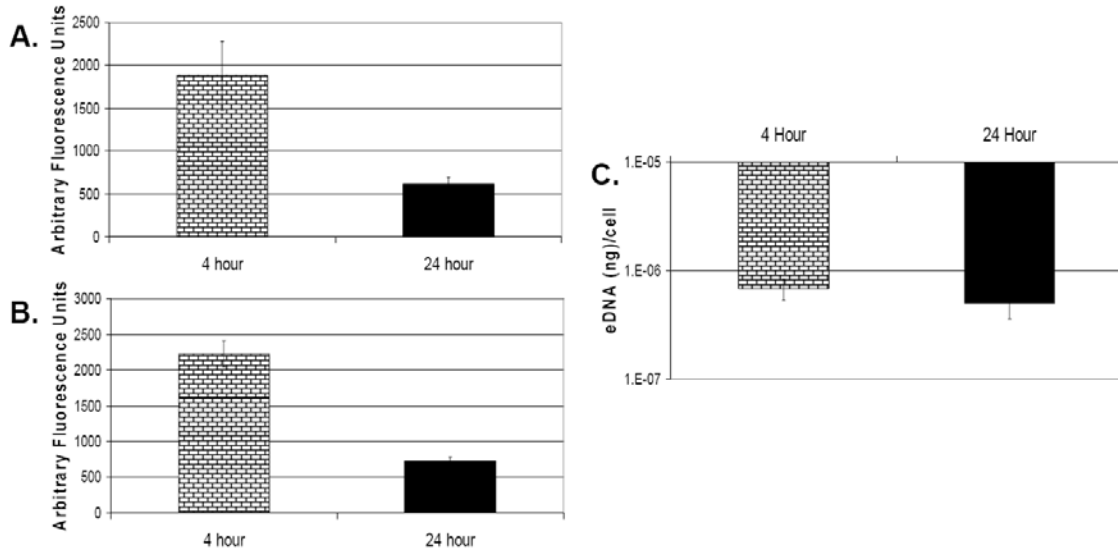 A.
Arbitrary Fluorescence Units
2500
2000
1500
1000
500
0
4 hour
24 hour
B.
Arbitrary Fluorescence Units
3000
2500
2000
1500
1000
500
0
4 hour
24 hour
C.
eDNA (ng)/cell
4 Hour
24 Hour
1.E-05
1.E-06
1.E-07